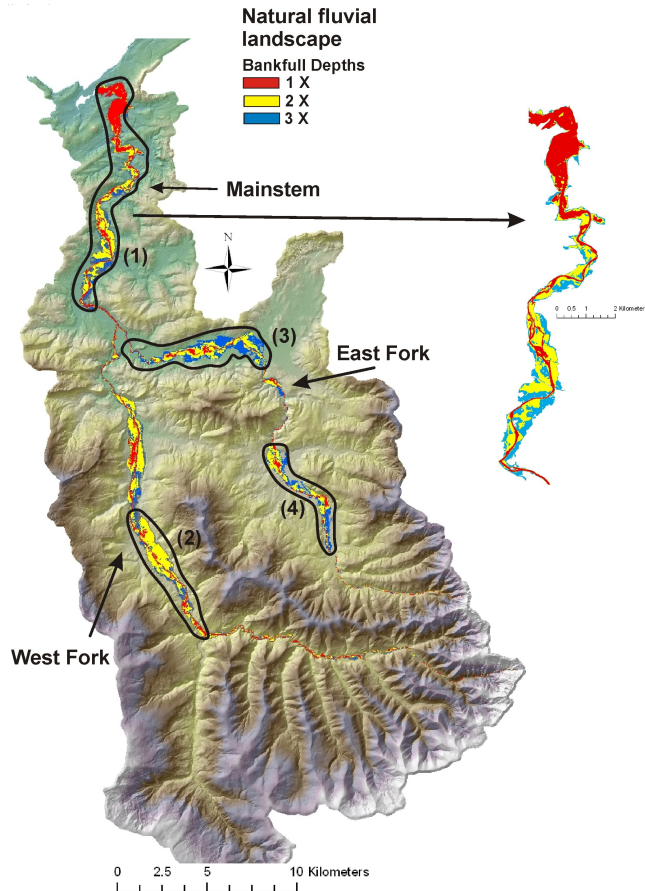 Natural fluvial
landscape
Bankfull Depths
1 X
2 X
3 X
Mainstem
N
(1)
0 0.5 1 2 Kilometer
(3)
East Fork
(4)
(2)
West Fork
0 2.5 5 10 Kilometers